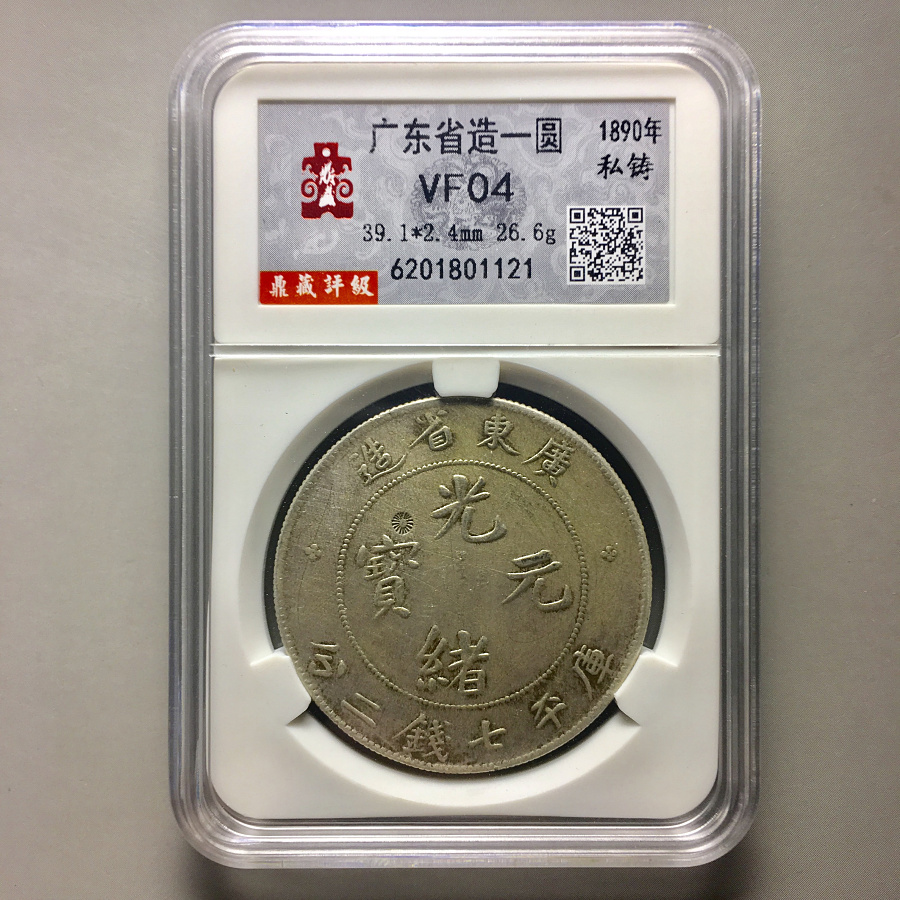 广东省造一圆
1890年
私铸
VF04
39.1*2.4mm 26.6g
6201801121
鼎藏評級
廣東省造
光緒元寶
庫平七錢二分